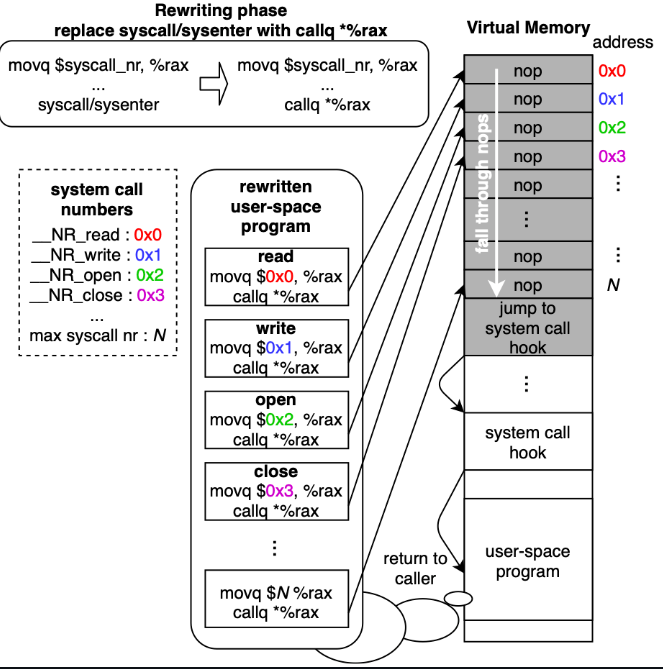 Rewriting phase
replace syscall/sysenter with callq *%rax
movq $syscall_nr, %rax
...
syscall/sysenter
movq $syscall_nr, %rax
...
callq *%rax
system call
numbers
__NR_read : 0x0
__NR_write : 0x1
__NR_open : 0x2
__NR_close : 0x3
...
max syscall nr : N
rewritten
user-space
program
read
movq $0x0, %rax
callq *%rax
write
movq $0x1, %rax
callq *%rax
open
movq $0x2, %rax
callq *%rax
close
movq $0x3, %rax
callq *%rax
...
movq $N %rax
callq *%rax
return to
caller
Virtual Memory
address
nop 0x0
nop 0x1
nop 0x2
nop 0x3
nop ...
...
nop ...
nop N
fall through nops
jump to
system call
hook
...
system call
hook
user-space
program